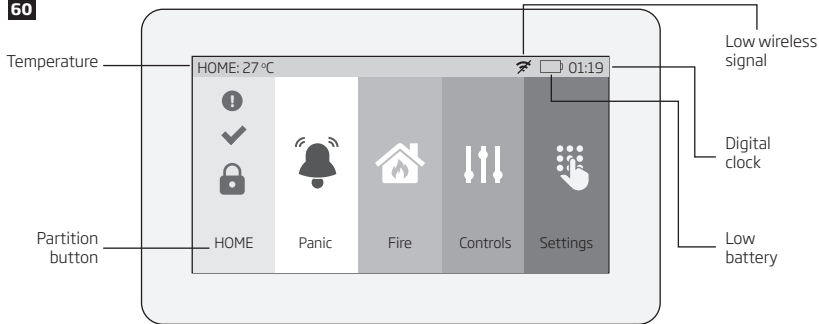 60
Temperature
HOME: 27 ºC
01:19
Low wireless
signal
Digital
clock
Partition
button
HOME
Panic
Fire
Controls
Settings
Low
battery